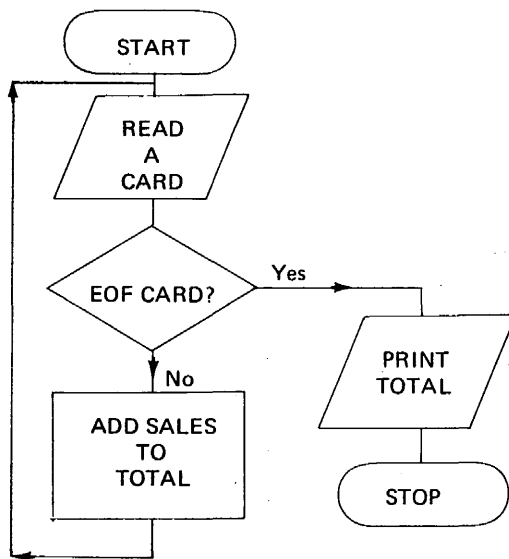 START
READ
A
CARD
EOF CARD?
Yes
No
ADD SALES
TO
TOTAL
PRINT
TOTAL
STOP